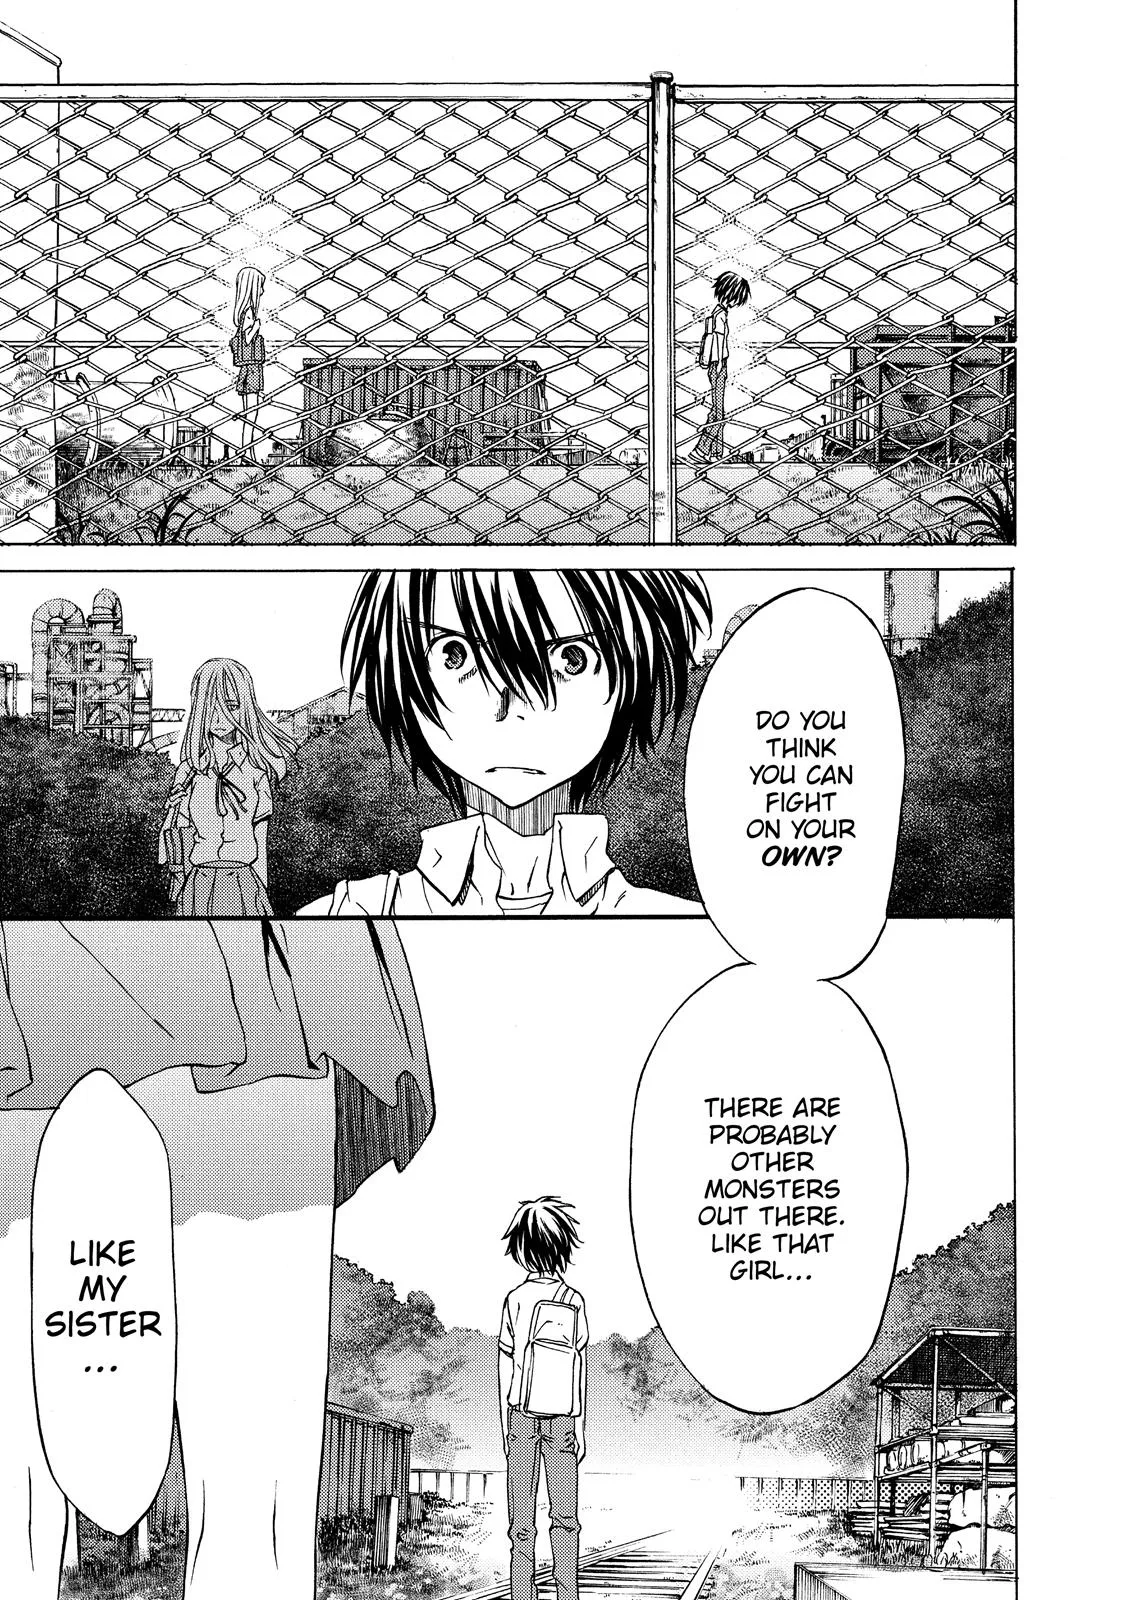 DO YOU
THINK
YOU CAN
FIGHT
ON YOUR
OWN?
THERE ARE
PROBABLY
OTHER
MONSTERS
OUT THERE.
LIKE THAT
GIRL...
LIKE
MY
SISTER
...